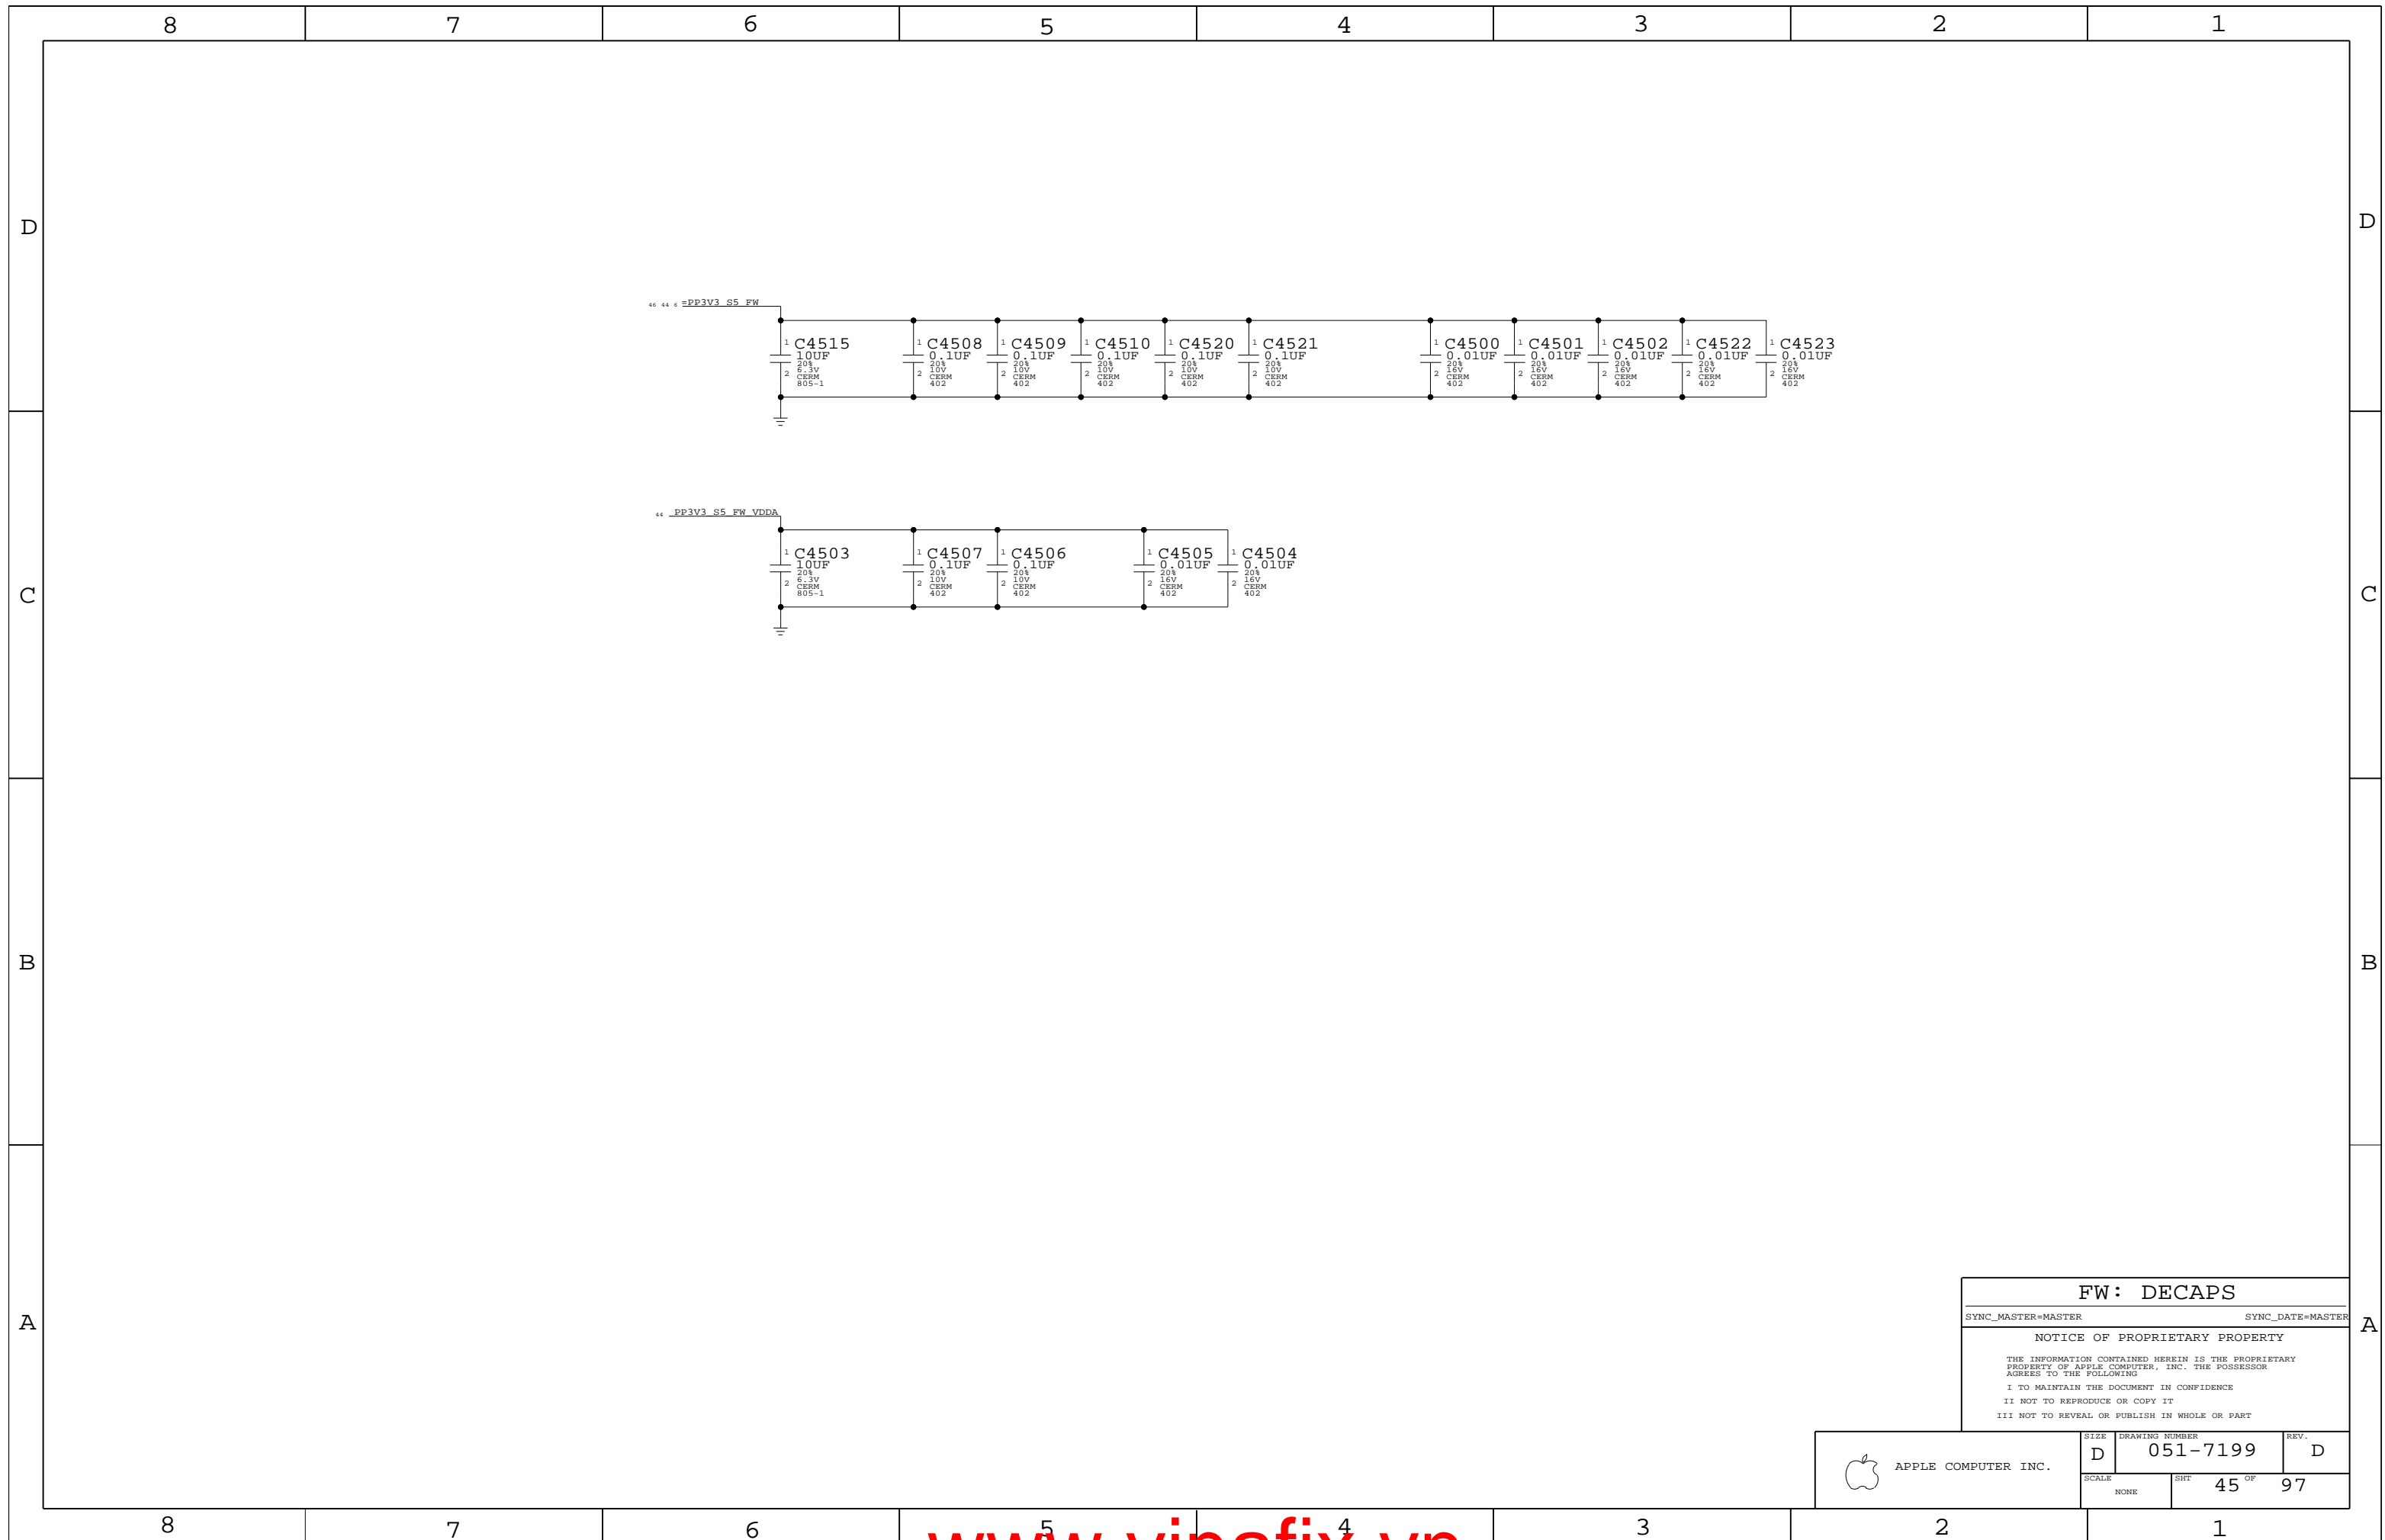 8 7 6 5 4 3 2 1
D D
46 44 6 =PP3V3_S5_FW
1 C4515 1 C4508 1 C4509 1 C4510 1 C4520 1 C4521 1 C4500 1 C4501 1 C4502 1 C4522 1 C4523
10UF 0.1UF 0.1UF 0.1UF 0.1UF 0.1UF 0.01UF 0.01UF 0.01UF 0.01UF 0.01UF
20% 20% 20% 20% 20% 20% 20% 20% 20% 20% 20%
2 6.3V 2 10V 2 10V 2 10V 2 10V 2 10V 2 16V 2 16V 2 16V 2 16V 2 16V
CERM CERM CERM CERM CERM CERM CERM CERM CERM CERM CERM
805-1 402 402 402 402 402 402 402 402 402 402
44 PP3V3_S5_FW_VDDA
1 C4503 1 C4507 1 C4506 1 C4505 1 C4504
10UF 0.1UF 0.1UF 0.01UF 0.01UF
20% 20% 20% 20% 20%
2 6.3V 2 10V 2 10V 2 16V 2 16V
CERM CERM CERM CERM CERM
805-1 402 402 402 402
C C
B B
A A
FW: DECAPS
SYNC_MASTER=MASTER SYNC_DATE=MASTER
NOTICE OF PROPRIETARY PROPERTY
THE INFORMATION CONTAINED HEREIN IS THE PROPRIETARY
PROPERTY OF APPLE COMPUTER, INC. THE POSSESSOR
AGREES TO THE FOLLOWING
I TO MAINTAIN THE DOCUMENT IN CONFIDENCE
II NOT TO REPRODUCE OR COPY IT
III NOT TO REVEAL OR PUBLISH IN WHOLE OR PART
APPLE COMPUTER INC.
SIZE DRAWING NUMBER REV.
D 051-7199 D
SCALE SHT OF
NONE 45 97
8 7 6 5 4 3 2 1
www.vinafix.vn